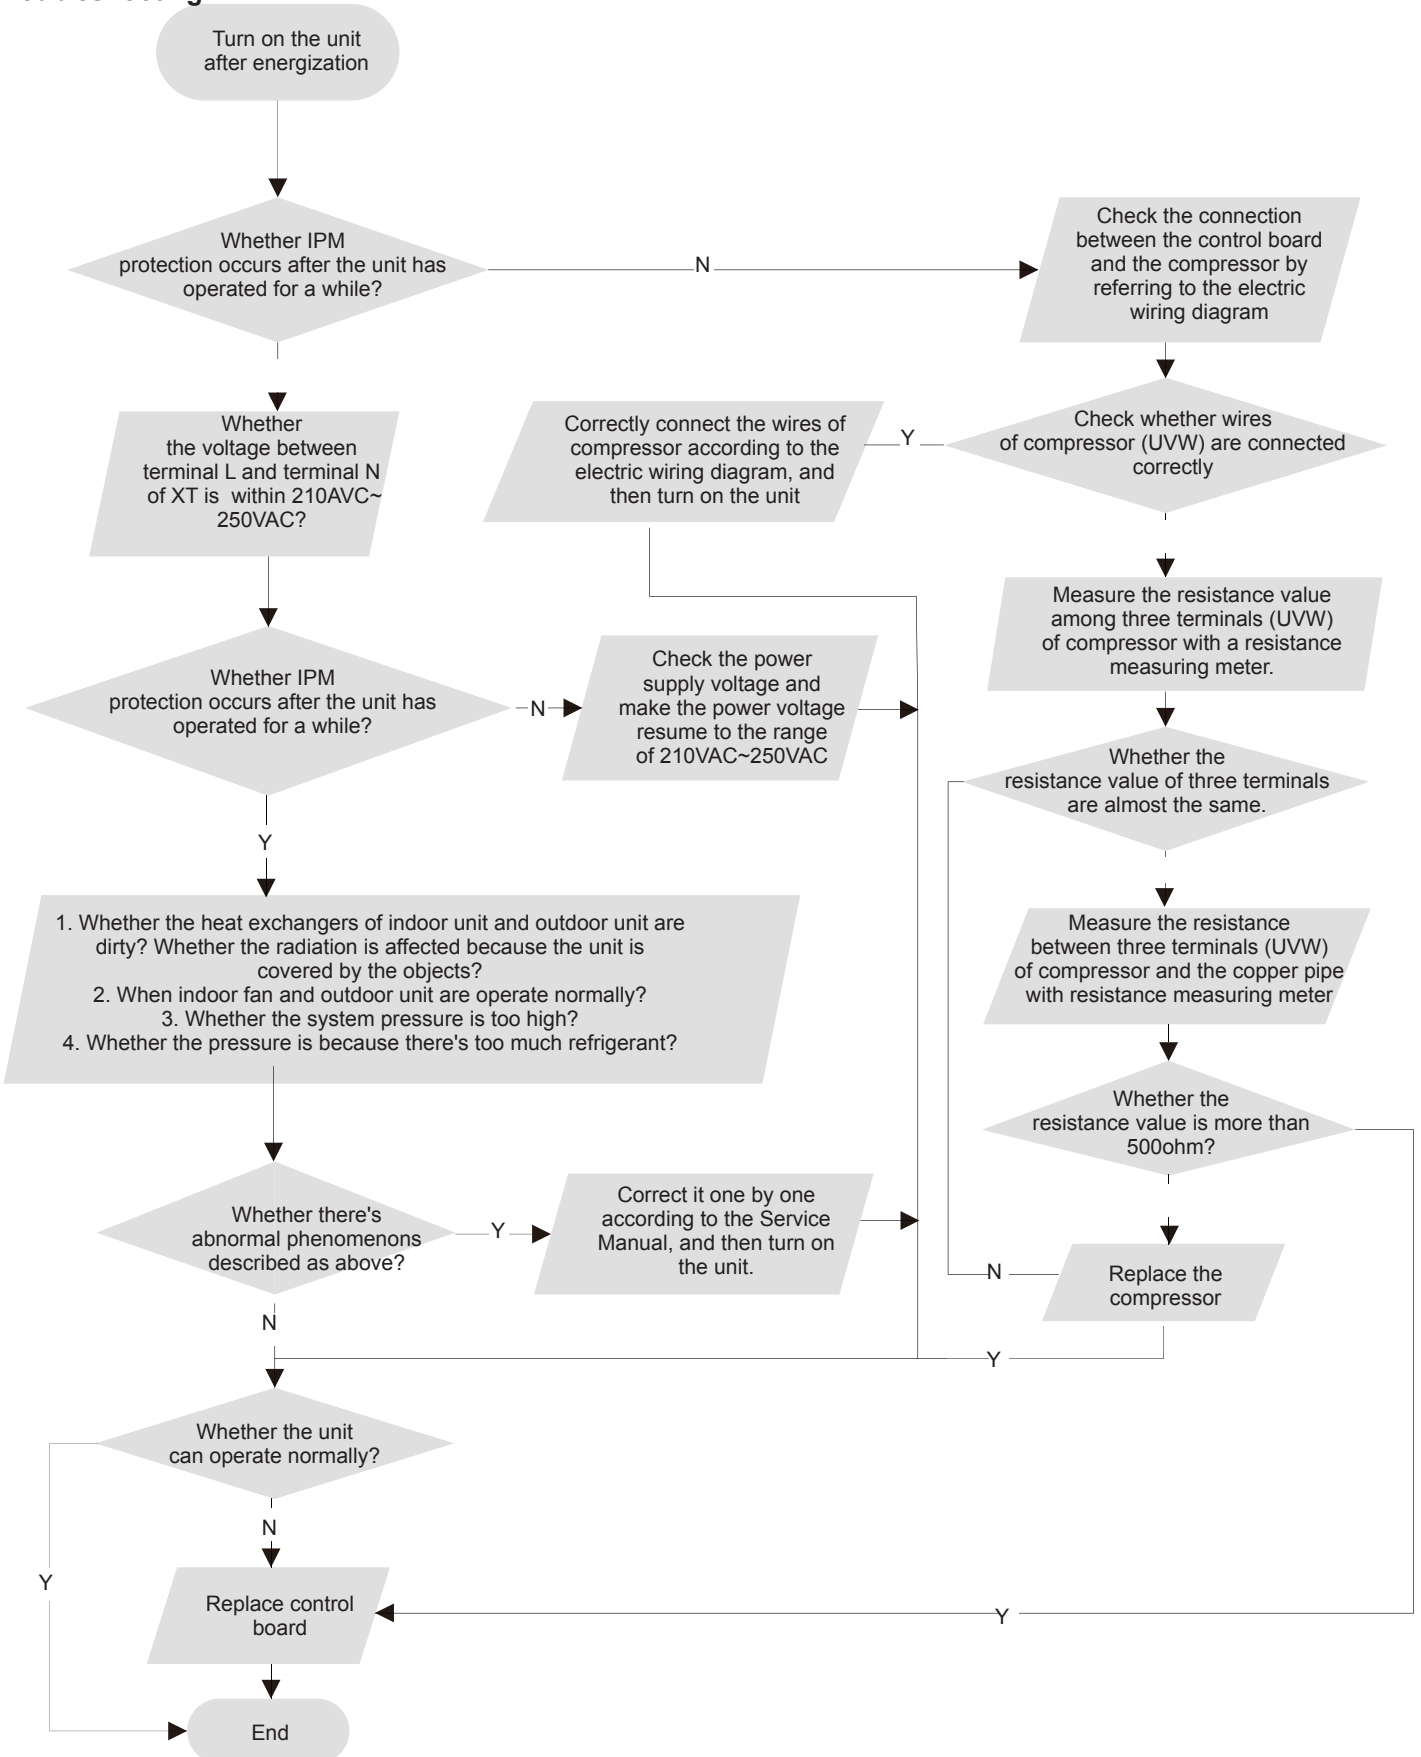 Turn on the unit
after energization
Whether IPM
protection occurs after the unit has
operated for a while?
N
Check the connection
between the control board
and the compressor by
referring to the electric
wiring diagram
Whether
the voltage between
terminal L and terminal N
of XT is within 210AVC~
250VAC?
Correctly connect the wires of
compressor according to the
electric wiring diagram, and
then turn on the unit
Y
Check whether wires
of compressor (UVW) are connected
correctly
Measure the resistance value
among three terminals (UVW)
of compressor with a resistance
measuring meter.
Whether IPM
protection occurs after the unit has
operated for a while?
N
Check the power
supply voltage and
make the power voltage
resume to the range
of 210VAC~250VAC
Whether the
resistance value of three terminals
are almost the same.
Y
1. Whether the heat exchangers of indoor unit and outdoor unit are
dirty? Whether the radiation is affected because the unit is
covered by the objects?
2. When indoor fan and outdoor unit are operate normally?
3. Whether the system pressure is too high?
4. Whether the pressure is because there's too much refrigerant?
Measure the resistance
between three terminals (UVW)
of compressor and the copper pipe
with resistance measuring meter
Whether the
resistance value is more than
500ohm?
Whether there's
abnormal phenomenons
described as above?
Y
Correct it one by one
according to the Service
Manual, and then turn on
the unit.
N
Replace the
compressor
N
Y
Whether the unit
can operate normally?
N
Y
Replace control
board
Y
End